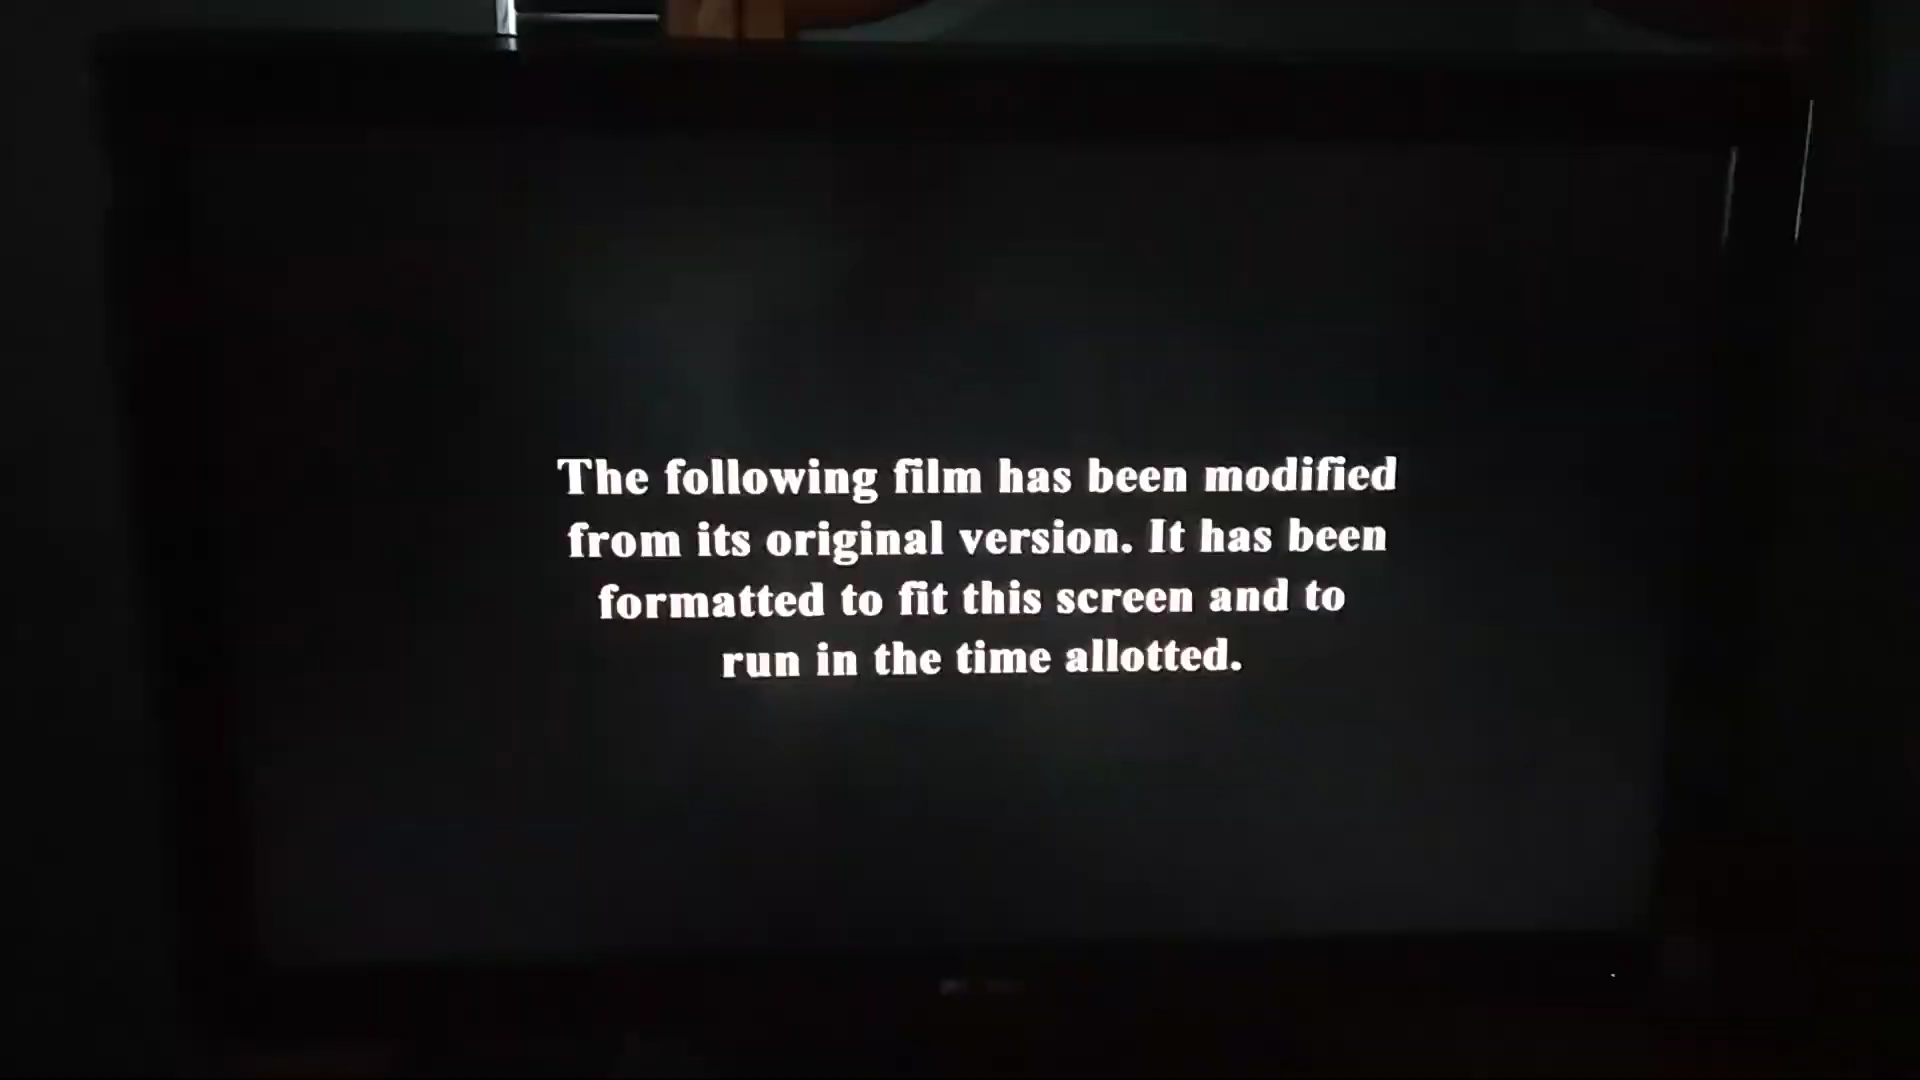 The following film has been modified
from its original version. It has been
formatted to fit this screen and to
run in the time allotted.